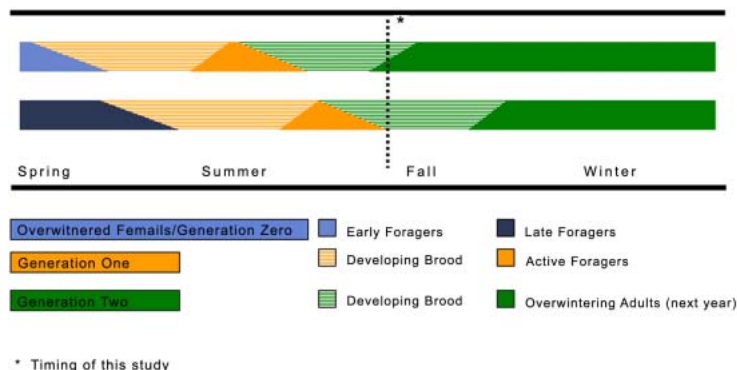 *
Spring Summer Fall Winter
Overwitnered Femails/Generation Zero Early Foragers Late Foragers
Generation One Developing Brood Active Foragers
Generation Two Developing Brood Overwintering Adults (next year)
* Timing of this study